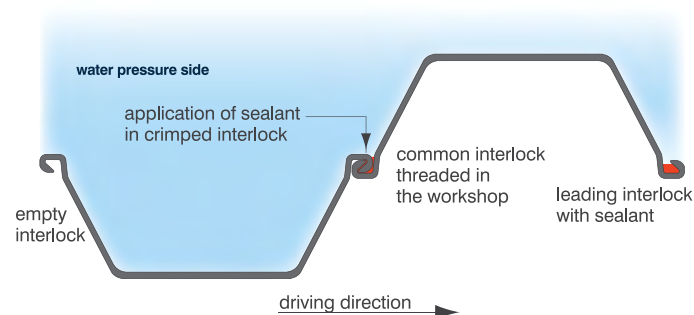 water pressure side
application of sealant
in crimped interlock
common interlock
threaded in
the workshop
leading interlock
with sealant
empty
interlock
driving direction